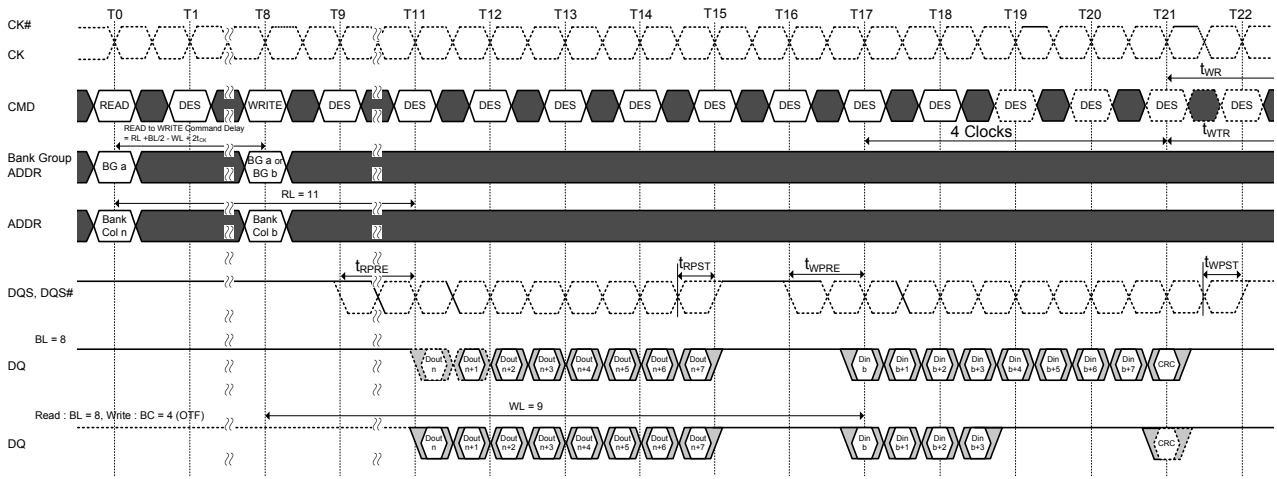 T0 T1 T8 T9 T11 T12 T13 T14 T15 T16 T17 T18 T19 T20 T21 T22
CK#
CK
tWR
CMD READ DES WRITE DES DES DES DES DES DES DES DES DES DES DES DES DES
READ to WRITE Command Delay
= RL +BL/2 - WL + 2tCK
4 Clocks
tWTR
Bank Group
ADDR
BG a
BG a or
BG b
RL = 11
ADDR
Bank
Col n
Bank
Col b
tRPRE tRPST tWPRE tWPST
DQS, DQS#
BL = 8
DQ
Dout
n
Dout
n+1
Dout
n+2
Dout
n+3
Dout
n+4
Dout
n+5
Dout
n+6
Dout
n+7
Din
b
Din
b+1
Din
b+2
Din
b+3
Din
b+4
Din
b+5
Din
b+6
Din
b+7
CRC
Read : BL = 8, Write : BC = 4 (OTF)
WL = 9
DQ
Dout
n
Dout
n+1
Dout
n+2
Dout
n+3
Dout
n+4
Dout
n+5
Dout
n+6
Dout
n+7
Din
b
Din
b+1
Din
b+2
Din
b+3
CRC